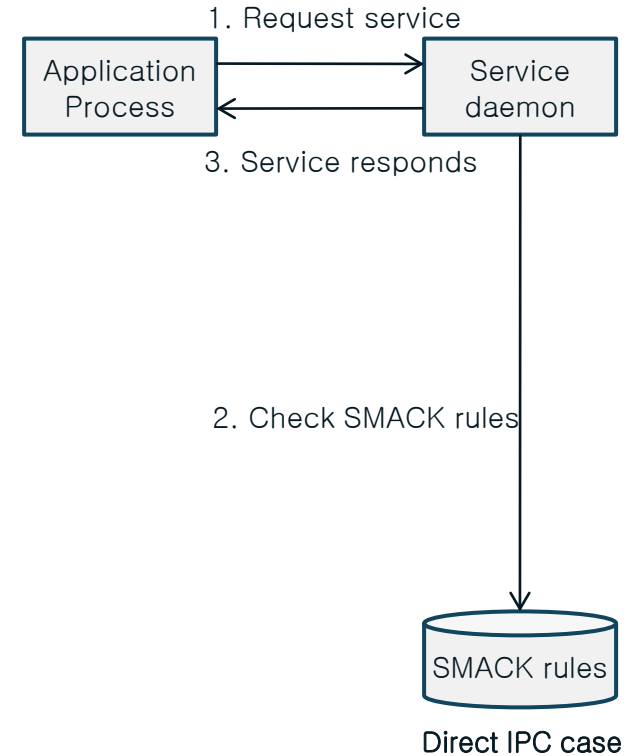 1. Request service
Application
Process
Service
daemon
3. Service responds
2. Check SMACK rules
SMACK rules
Direct IPC case